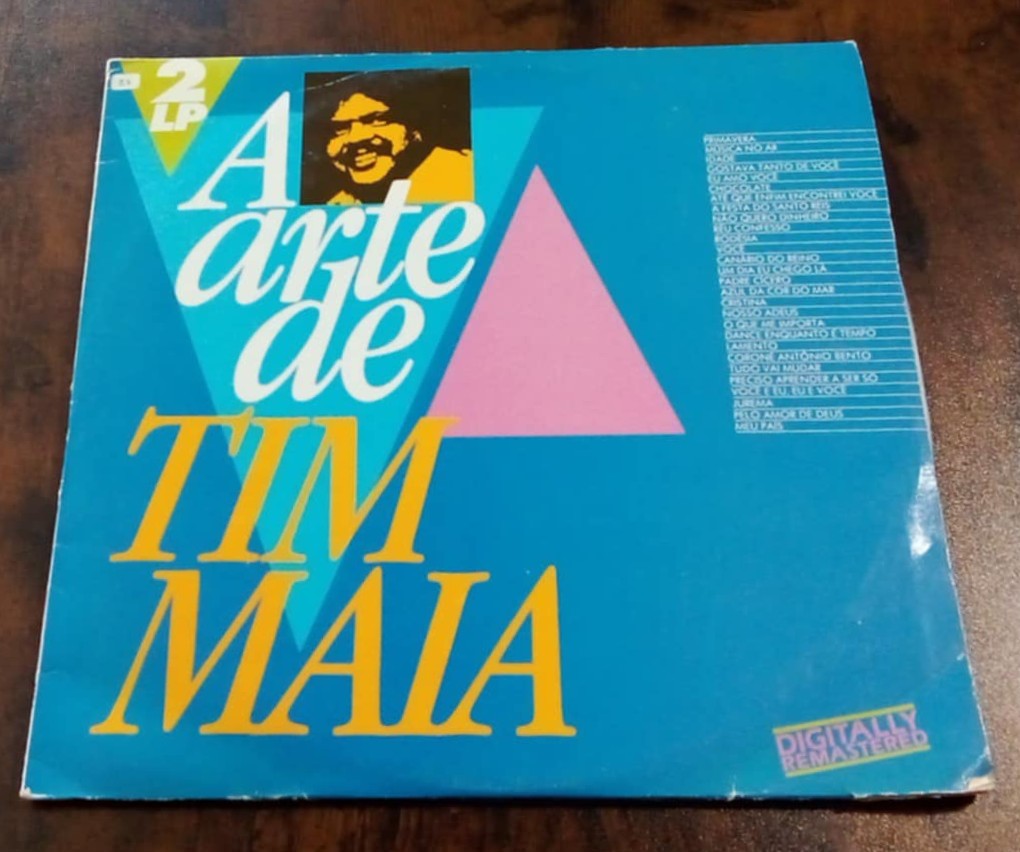 2
LP
A
arte
de
TIM
MAIA
PRIMAVERA
MÚSICA NO AR
IDADE
GOSTAVA TANTO DE VOCÊ
EU AMO VOCÊ
CHOCOLATE
ATÉ QUE ENFIM ENCONTREI VOCÊ
A FESTA DO SANTO REIS
NÃO QUERO DINHEIRO
RÉU CONFESSO
RODÉSIA
VOCÊ
CANÁRIO DO REINO
UM DIA EU CHEGO LÁ
PADRE CÍCERO
AZUL DA COR DO MAR
CRISTINA
NOSSO ADEUS
O QUE ME IMPORTA
DANCE ENQUANTO É TEMPO
LAMENTO
CORONÉ ANTÔNIO BENTO
TUDO VAI MUDAR
PRECISO APRENDER A SER SÓ
VOCÊ E EU, EU E VOCÊ
JUREMA
PELO AMOR DE DEUS
MEU PAÍS
DIGITALLY
REMASTERED